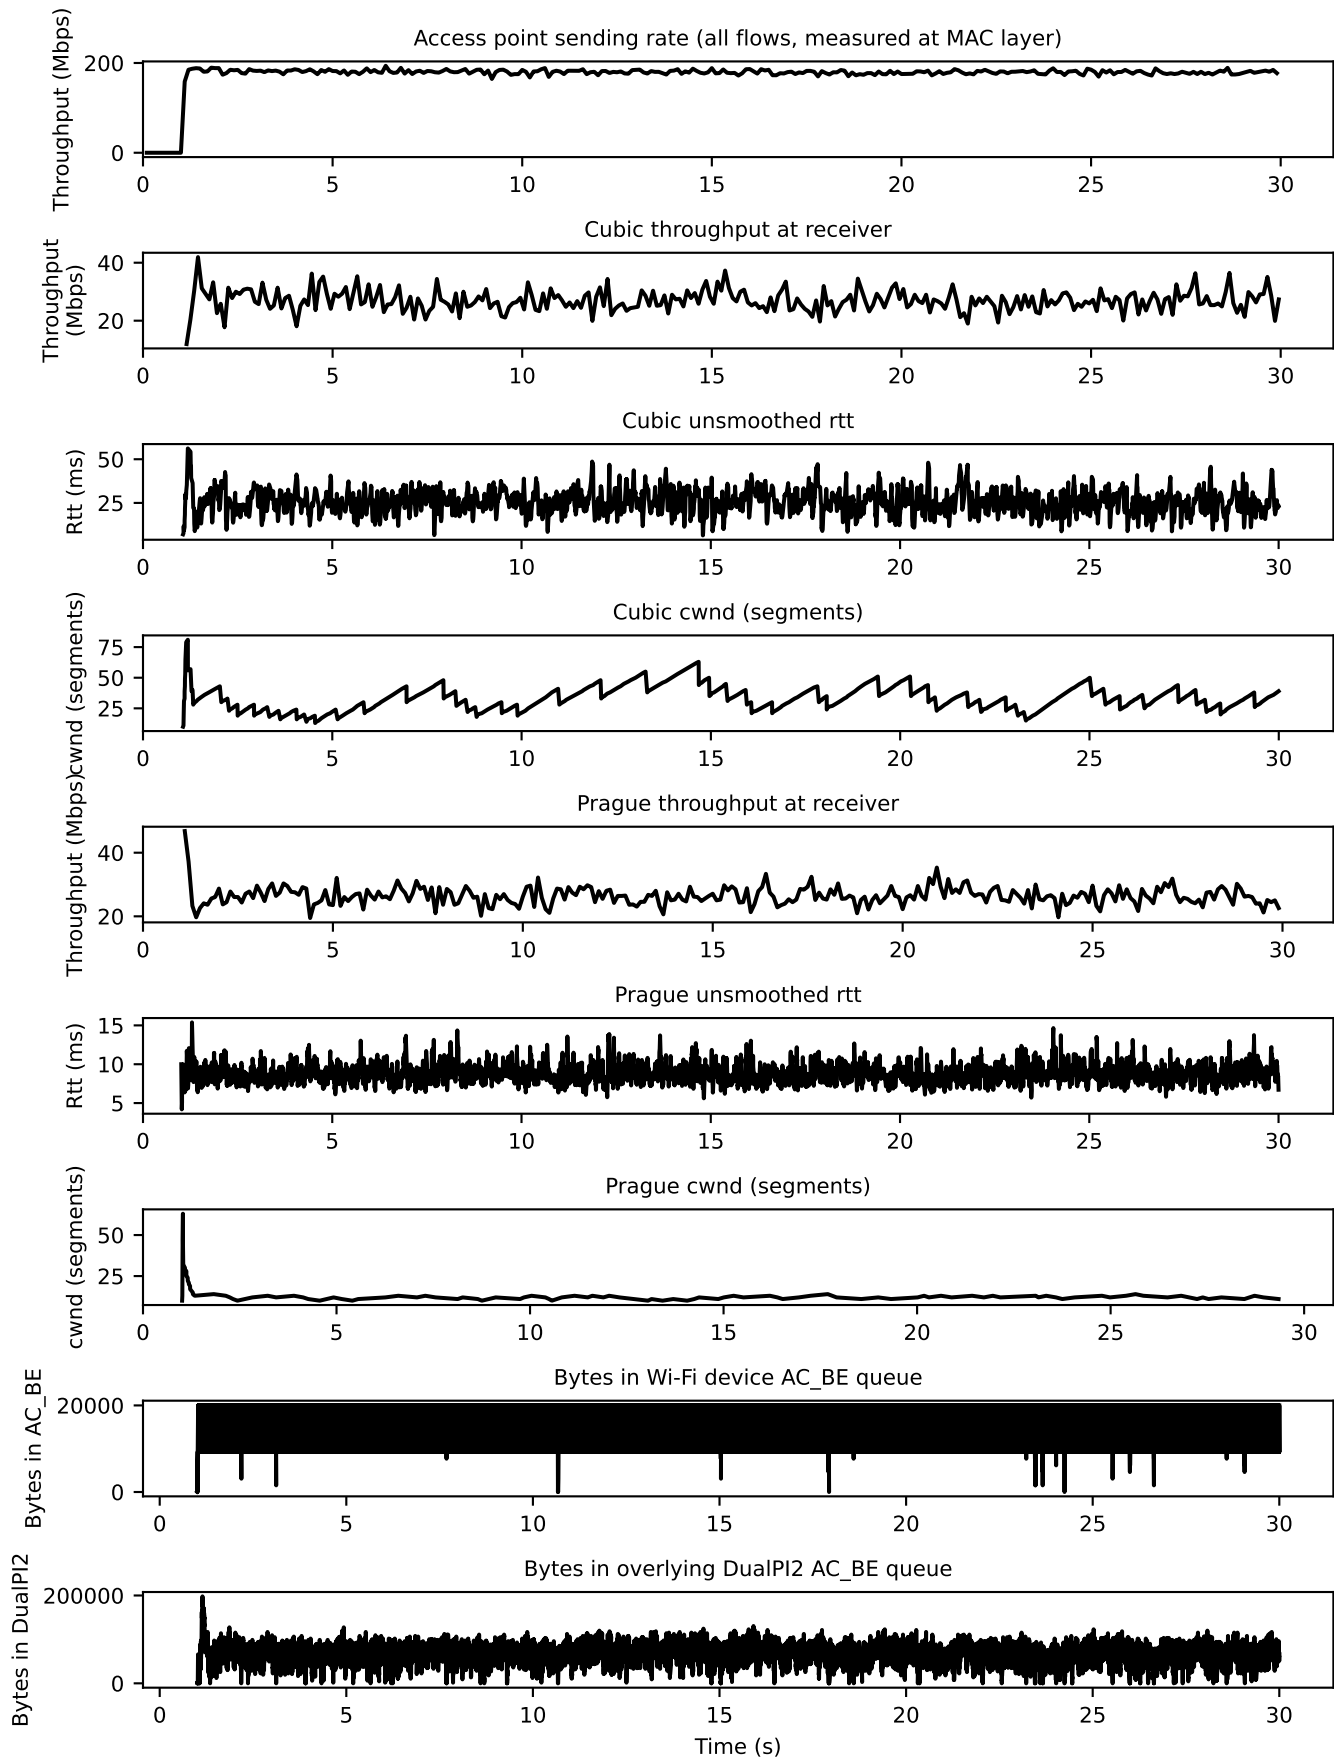 Access point sending rate (all flows, measured at MAC layer)
Throughput (Mbps)
200
0
0 5 10 15 20 25 30
Cubic throughput at receiver
Throughput
(Mbps)
40
20
0 5 10 15 20 25 30
Cubic unsmoothed rtt
Rtt (ms)
50
25
0 5 10 15 20 25 30
Cubic cwnd (segments)
cwnd (segments)
75
50
25
0 5 10 15 20 25 30
Prague throughput at receiver
Throughput (Mbps)
40
20
0 5 10 15 20 25 30
Prague unsmoothed rtt
Rtt (ms)
15
10
5
0 5 10 15 20 25 30
Prague cwnd (segments)
cwnd (segments)
50
25
0 5 10 15 20 25 30
Bytes in Wi-Fi device AC_BE queue
Bytes in AC_BE
20000
0
0 5 10 15 20 25 30
Bytes in overlying DualPI2 AC_BE queue
Bytes in DualPI2
200000
0
0 5 10 15 20 25 30
Time (s)